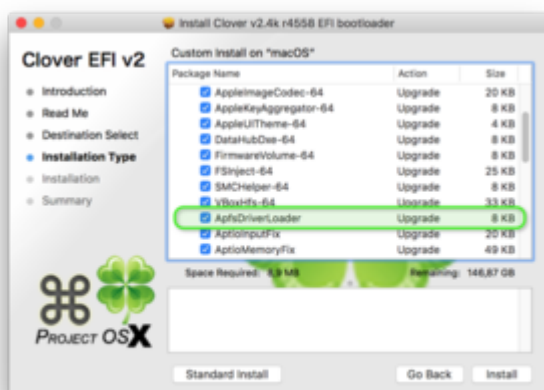 Install Clover v2.4k r4558 EFI bootloader
Clover EFI v2
Introduction
Read Me
Destination Select
Installation Type
Installation
Summary
PROJECT OSX
Custom Install on "macOS"
Package Name Action Size
AppleImageCodec-64 Upgrade 20 KB
AppleKeyAggregator-64 Upgrade 8 KB
AppleUITheme-64 Upgrade 4 KB
DataHubDxe-64 Upgrade 8 KB
FirmwareVolume-64 Upgrade 8 KB
FSInject-64 Upgrade 25 KB
SMCHelper-64 Upgrade 8 KB
VBoxHfs-64 Upgrade 33 KB
ApfsDriverLoader Upgrade 8 KB
AptioInputFix Upgrade 20 KB
AptioMemoryFix Upgrade 49 KB
Space Required: 8,9 MB Remaining: 146,87 GB
Standard Install Go Back Install